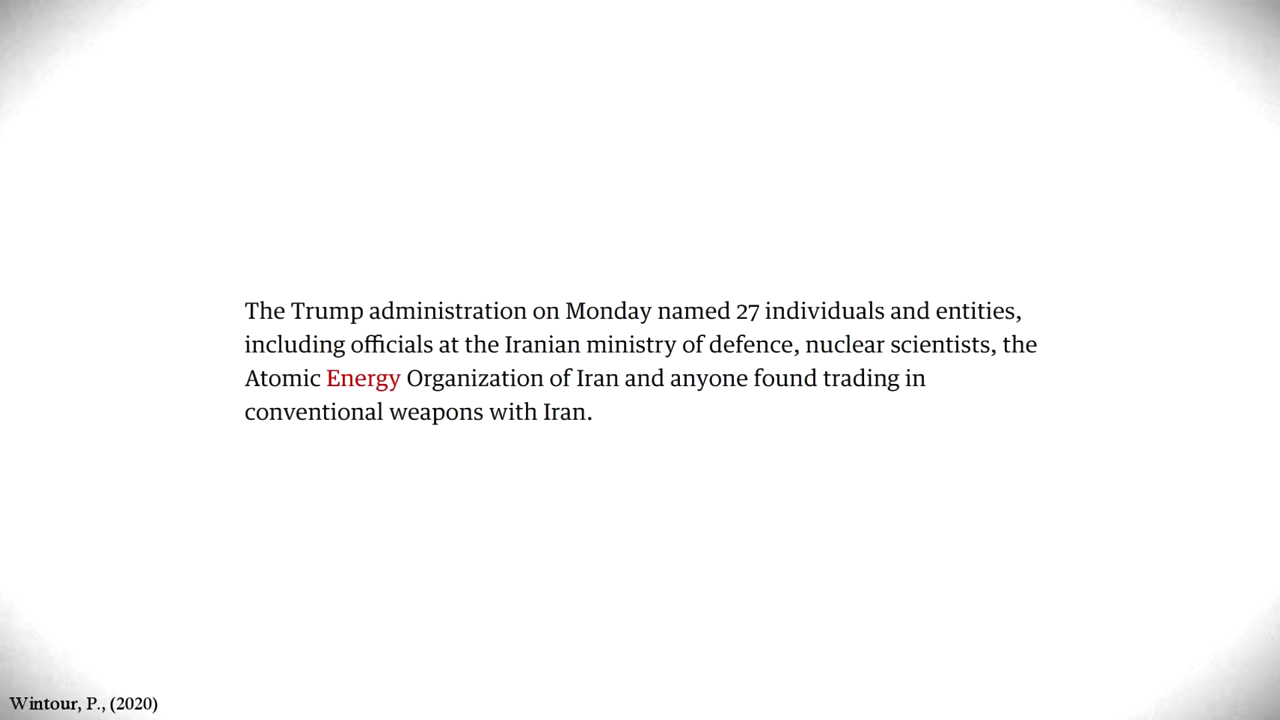 The Trump administration on Monday named 27 individuals and entities,
including officials at the Iranian ministry of defence, nuclear scientists, the
Atomic Energy Organization of Iran and anyone found trading in
conventional weapons with Iran.
Wintour, P., (2020)